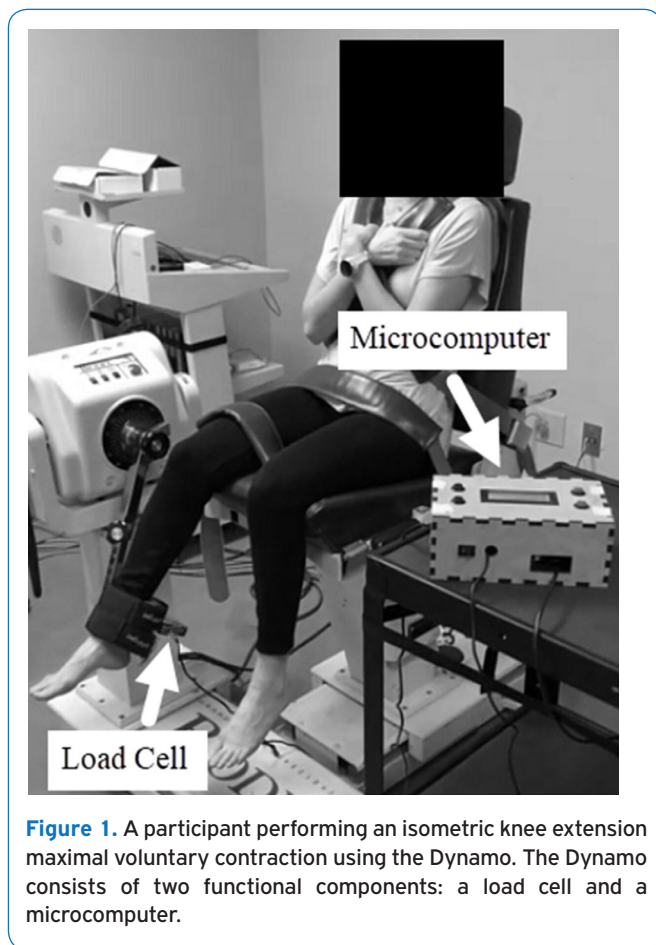 Microcomputer
Load Cell
BOD
Figure 1. A participant performing an isometric knee extension
maximal voluntary contraction using the Dynamo. The Dynamo
consists of two functional components: a load cell and a
microcomputer.